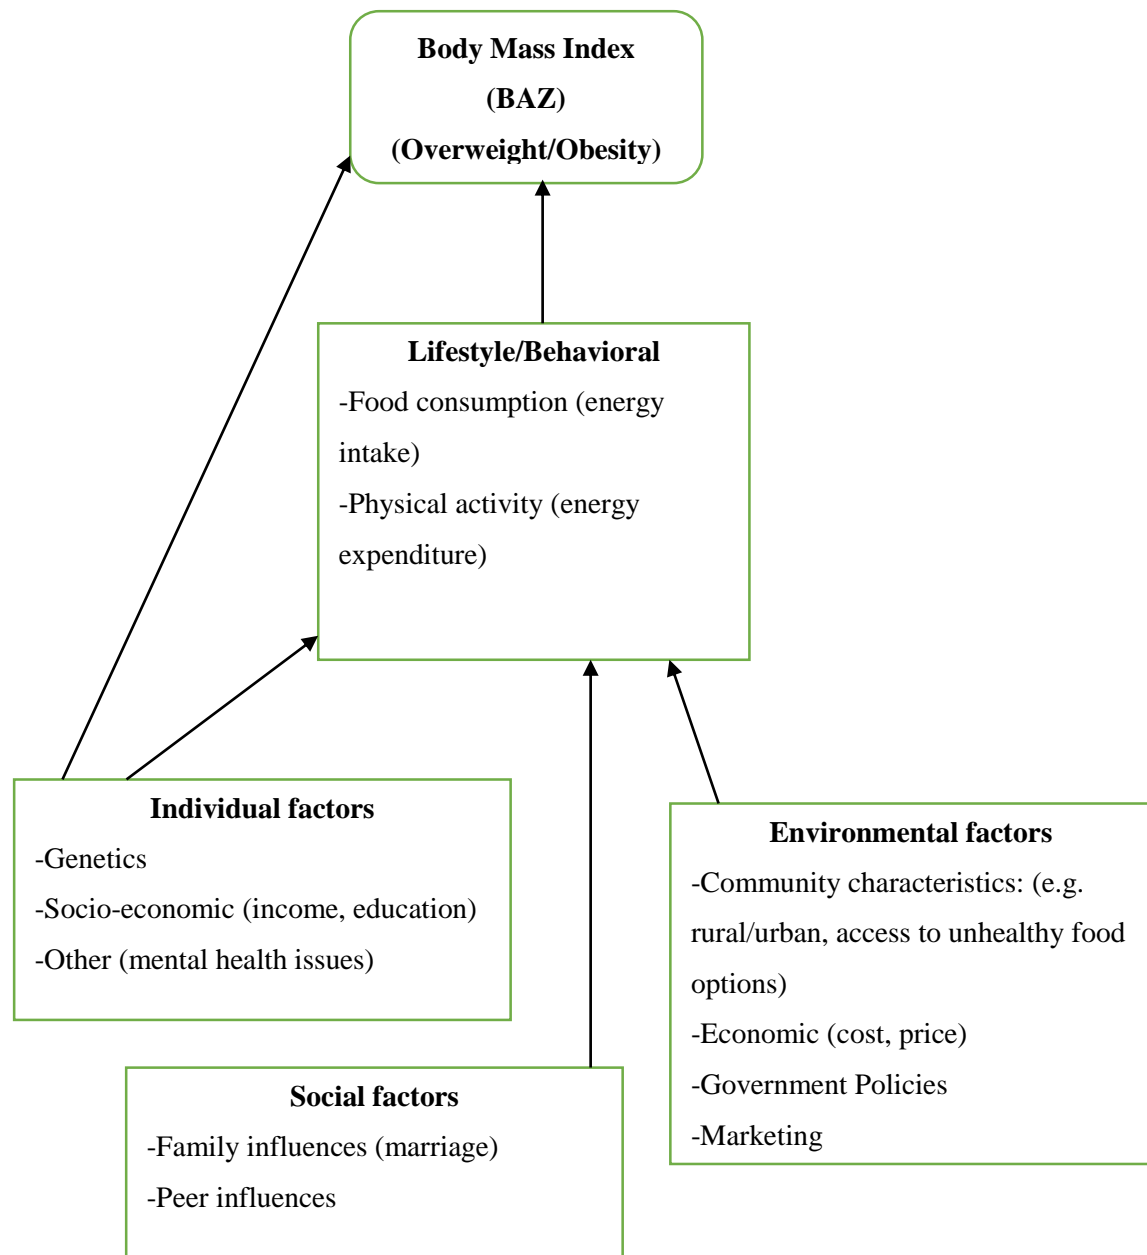 Body Mass Index
(BAZ)
(Overweight/Obesity)
Lifestyle/Behavioral
-Food consumption (energy
intake)
-Physical activity (energy
expenditure)
Individual factors
-Genetics
-Socio-economic (income, education)
-Other (mental health issues)
Environmental factors
-Community characteristics: (e.g.
rural/urban, access to unhealthy food
options)
-Economic (cost, price)
-Government Policies
-Marketing
Social factors
-Family influences (marriage)
-Peer influences